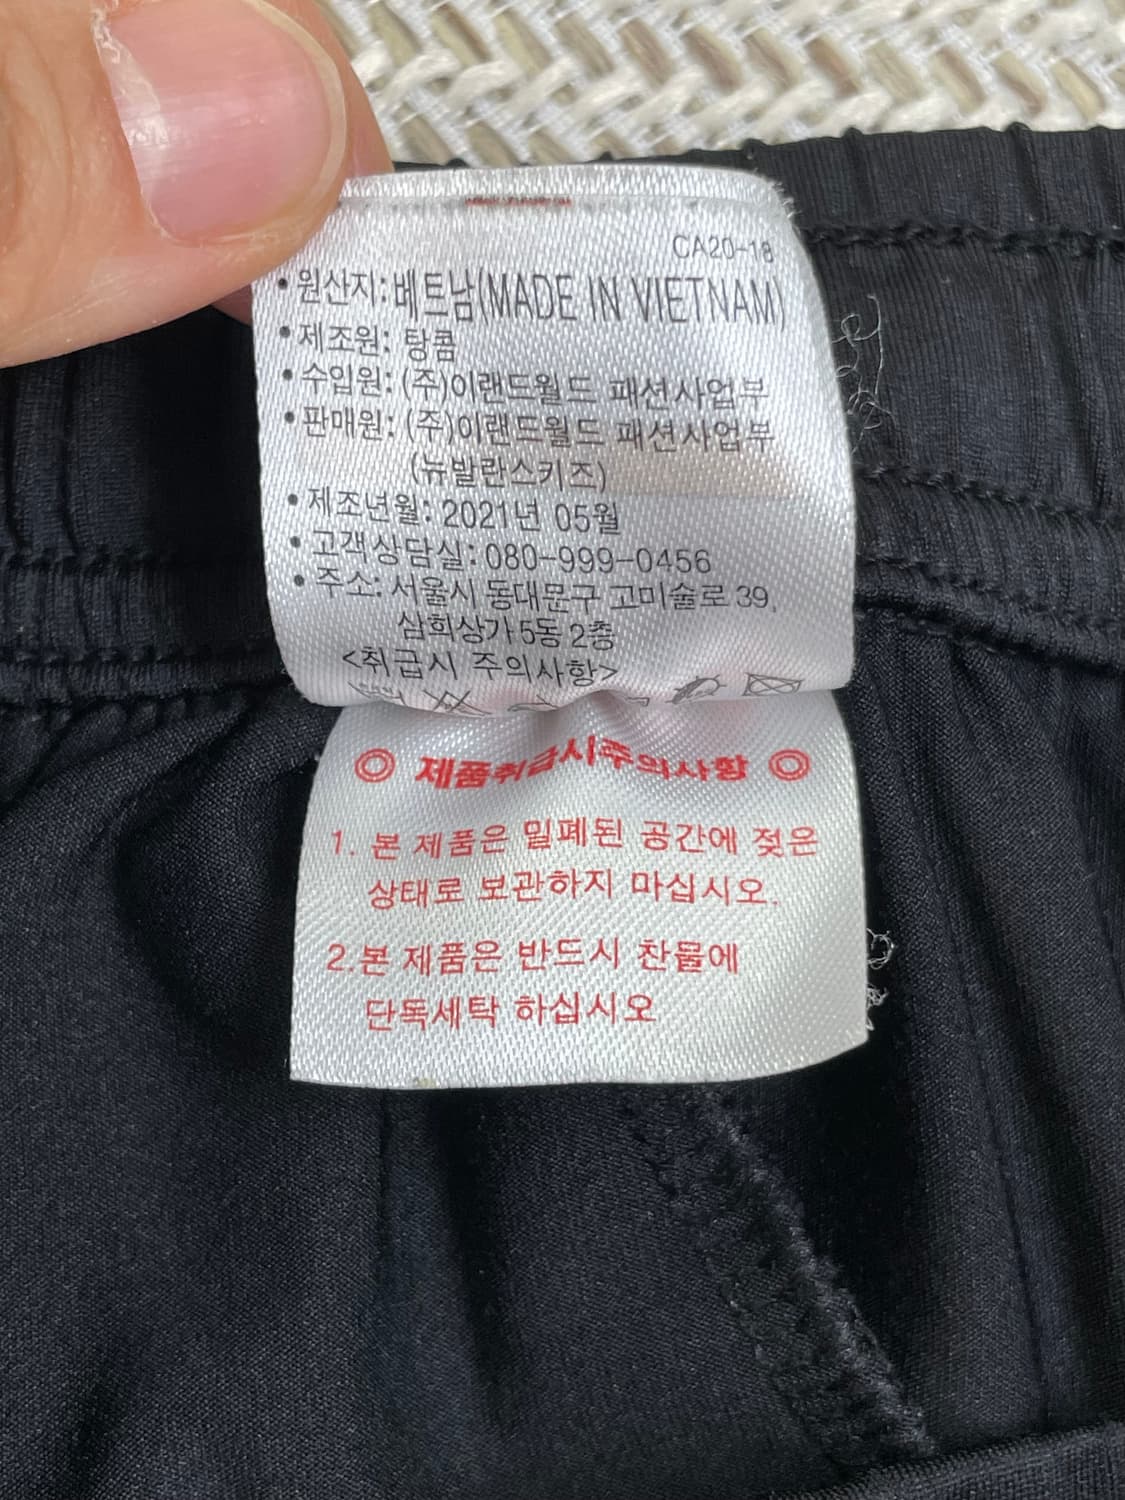 CA20-18
• 원산지: 베트남(MADE IN VIETNAM)
• 제조원: 탕콤
• 수입원: (주)이랜드월드 패션사업부
• 판매원: (주)이랜드월드 패션사업부
(뉴발란스키즈)
• 제조년월: 2021년 05월
• 고객상담실: 080-999-0456
• 주소: 서울시 동대문구 고미술로 39,
삼희상가 5동 2층
<취급시 주의사항>
◎ 제품취급시주의사항 ◎
1. 본 제품은 밀폐된 공간에 젖은
상태로 보관하지 마십시오.
2. 본 제품은 반드시 찬물에
단독세탁 하십시오